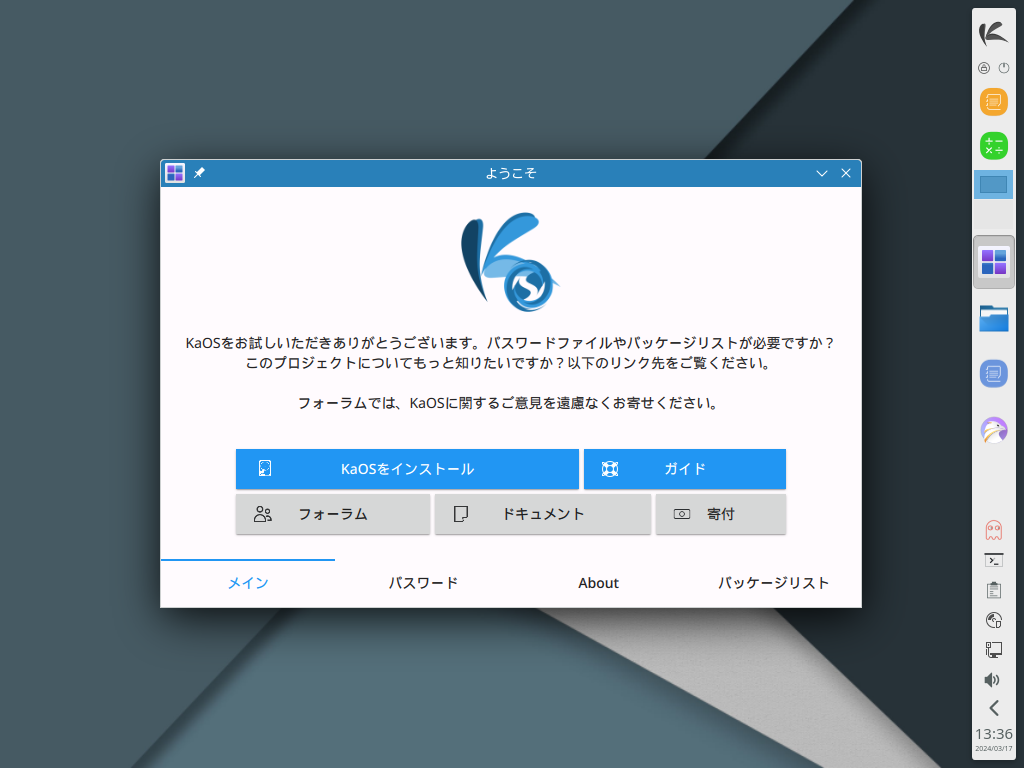 ようこそ
KaOSをお試しいただきありがとうございます。パスワードファイルやパッケージリストが必要ですか？
このプロジェクトについてもっと知りたいですか？以下のリンク先をご覧ください。
フォーラムでは、KaOSに関するご意見を遠慮なくお寄せください。
KaOSをインストール
ガイド
フォーラム
ドキュメント
寄付
メイン
パスワード
About
パッケージリスト
13:36
2024/03/17